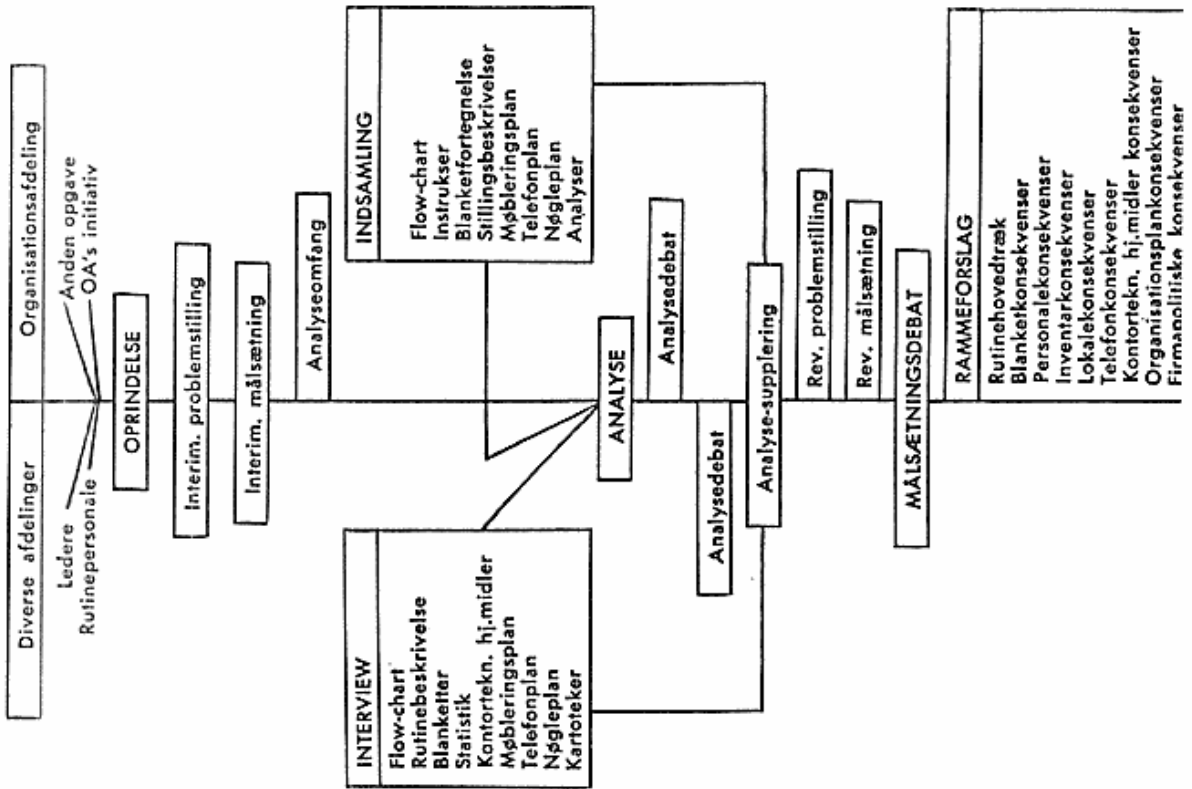 Diverse afdelinger
Organisationsafdeling
Ledere
Rutinepersonale
Anden opgave
OA's initiativ
OPRINDELSE
Interim. problemstilling
Interim. målsætning
Analyseomfang
INTERVIEW
Flow-chart
Rutinebeskrivelse
Blanketter
Statistik
Kontortekn. hj.midler
Møbleringsplan
Telefonplan
Nøgleplan
Kartoteker
INDSAMLING
Flow-chart
Instrukser
Blanketfortegnelse
Stillingsbeskrivelser
Møbleringsplan
Telefonplan
Nøgleplan
Analyser
ANALYSE
Analysedebat
Analysedebat
Analyse-supplering
Rev. problemstilling
Rev. målsætning
MÅLSÆTNINGSDEBAT
RAMMEFORSLAG
Rutinehovedtræk
Blanketkonsekvenser
Personalekonsekvenser
Inventarkonsekvenser
Lokalekonsekvenser
Telefonkonsekvenser
Kontortekn. hj.midler konsekvenser
Organisationsplankonsekvenser
Firmapolitiske konsekvenser